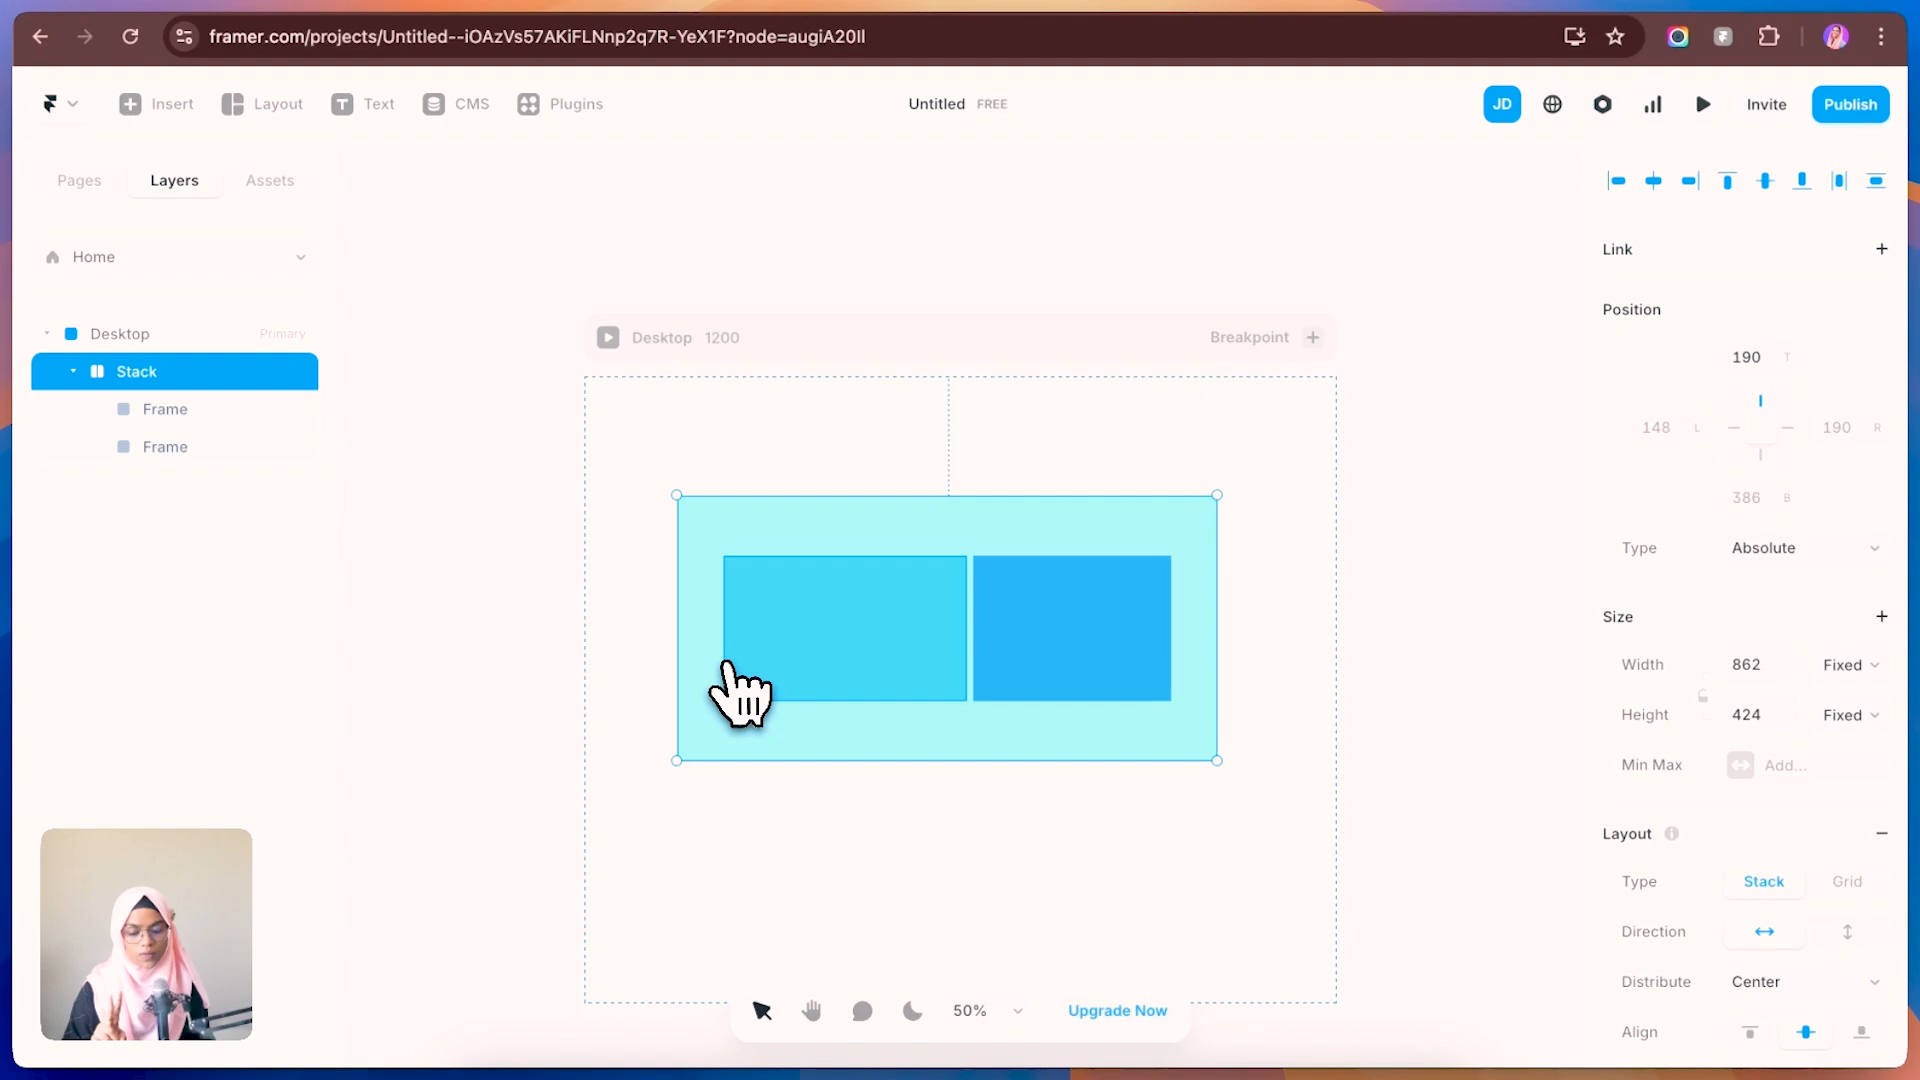 framer.com/projects/Untitled--iOAzVs57AKiFLNnp2q7R-YeX1F?node=augiA20Il
Insert Layout Text CMS Plugins
Untitled FREE
JD Invite Publish
Pages Layers Assets
Home
Desktop Primary
Stack
Frame
Frame
Desktop 1200 Breakpoint
50% Upgrade Now
Link
Position
190 T
148 L 190 R
386 B
Type Absolute
Size
Width 862 Fixed
Height 424 Fixed
Min Max Add...
Layout
Type Stack Grid
Direction
Distribute Center
Align